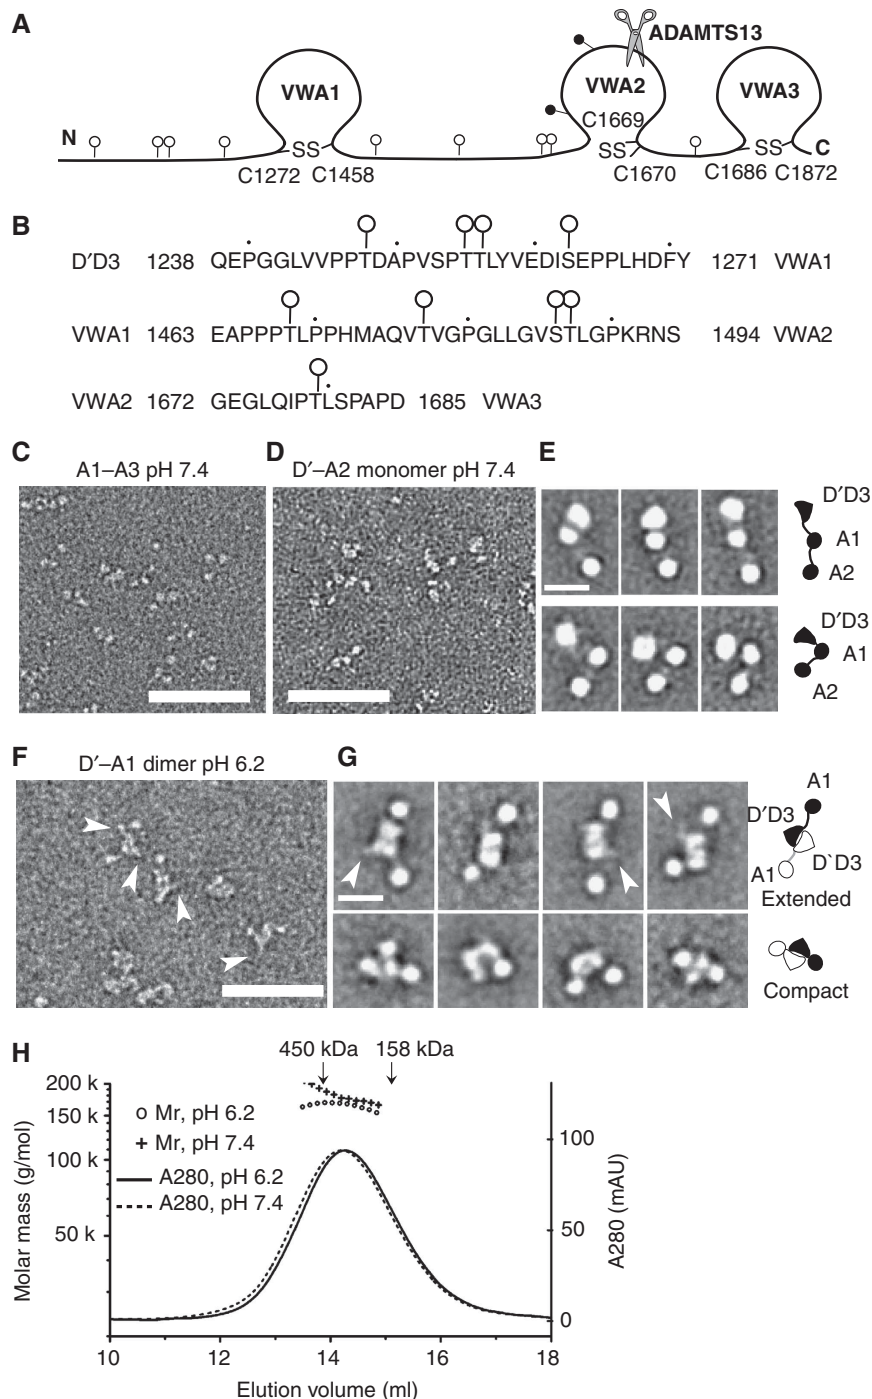 A
ADAMTS13
VWA1
VWA2
VWA3
C1669
N
SS
SS
SS
C
C1272 C1458
C1670
C1686 C1872
B
D′D3 1238 QEPGGLVVPPTDAPVSPTTLYVEDISEPPLHDFY 1271 VWA1
VWA1 1463 EAPPPTLPPHMAQVTVGPGLLGVSTLGPKRNS 1494 VWA2
VWA2 1672 GEGLQIPTLSPAPD 1685 VWA3
C
A1–A3 pH 7.4
D
D′–A2 monomer pH 7.4
E
D′D3
A1
A2
D′D3
A1
A2
F
D′–A1 dimer pH 6.2
G
A1
D′D3
D`D3
A1
Extended
Compact
H
450 kDa
158 kDa
200 k
150 k
100 k
50 k
Molar mass (g/mol)
Mr, pH 6.2
Mr, pH 7.4
A280, pH 6.2
A280, pH 7.4
100
50
0
A280 (mAU)
10 12 14 16 18
Elution volume (ml)